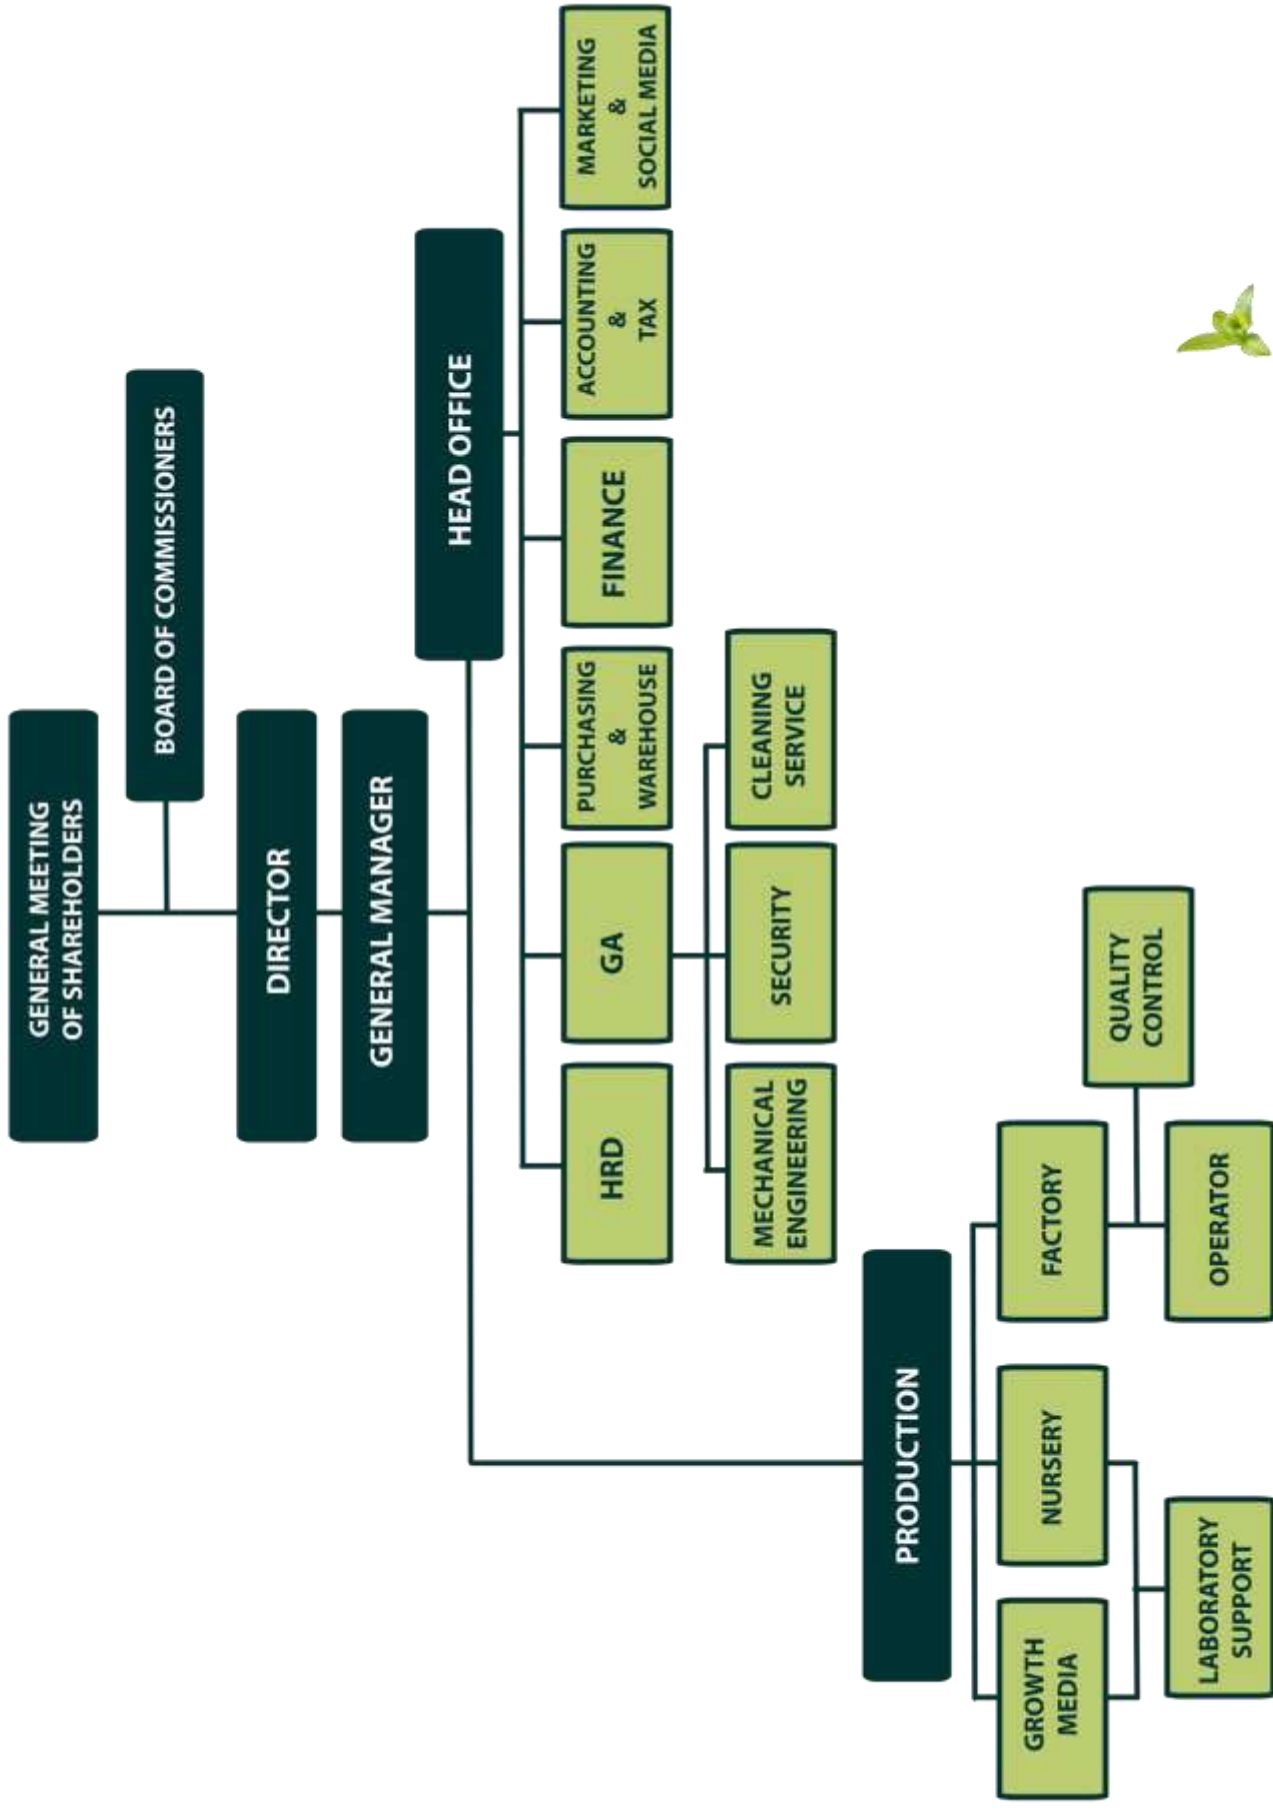 GENERAL MEETING
OF SHAREHOLDERS
BOARD OF COMMISSIONERS
DIRECTOR
GENERAL MANAGER
HEAD OFFICE
HRD
GA
PURCHASING
&
WAREHOUSE
FINANCE
ACCOUNTING
&
TAX
MARKETING
&
SOCIAL MEDIA
MECHANICAL
ENGINEERING
SECURITY
CLEANING
SERVICE
PRODUCTION
GROWTH
MEDIA
NURSERY
FACTORY
QUALITY
CONTROL
LABORATORY
SUPPORT
OPERATOR